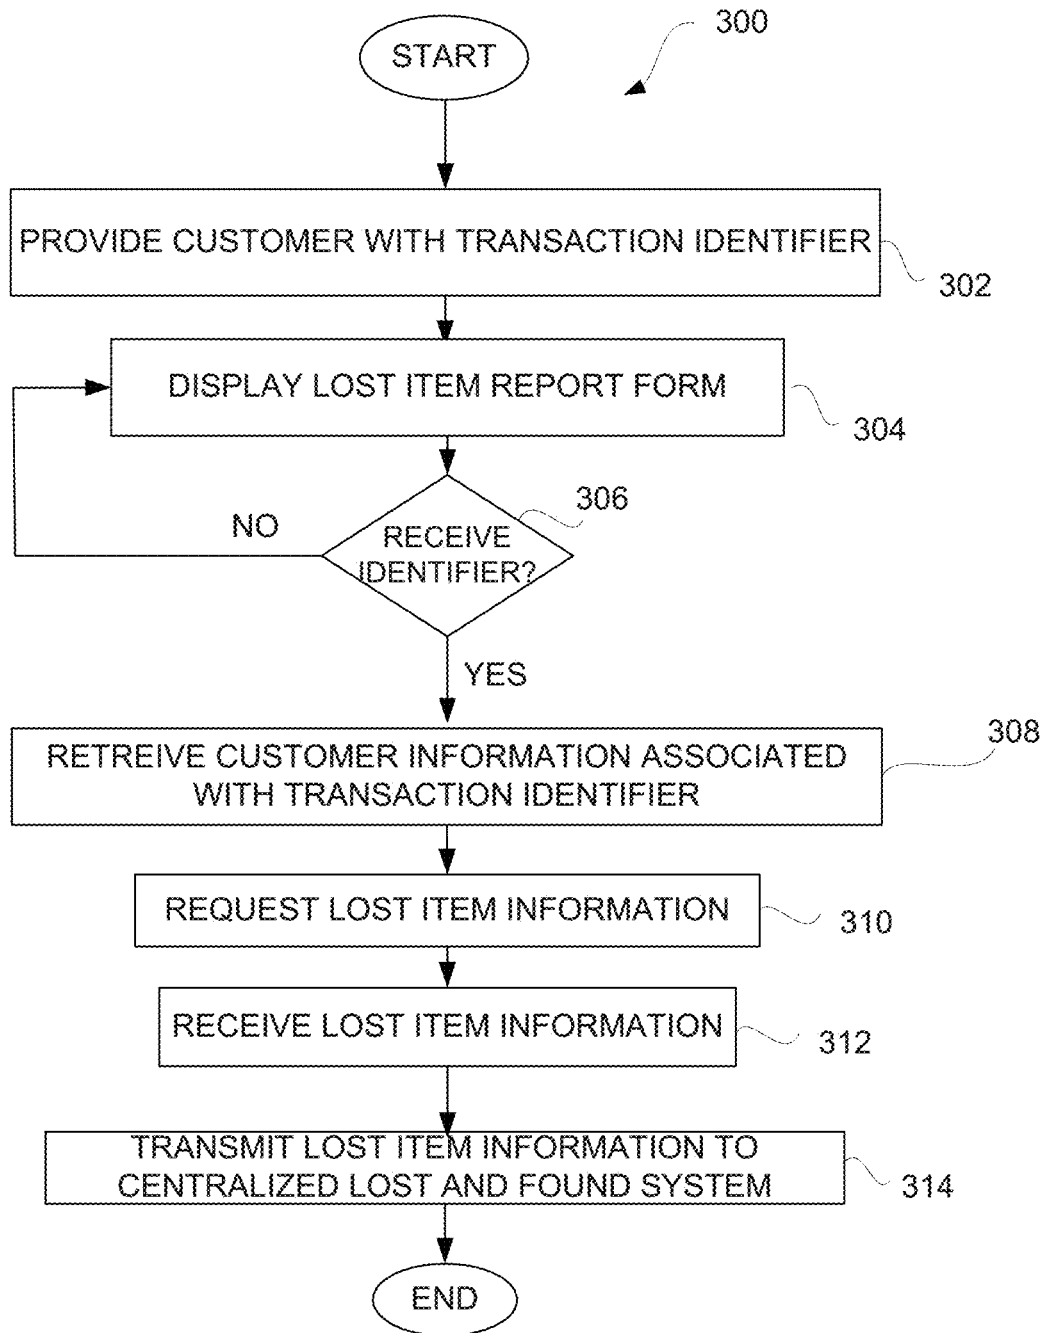 300
START
PROVIDE CUSTOMER WITH TRANSACTION IDENTIFIER
302
DISPLAY LOST ITEM REPORT FORM
304
306
NO
RECEIVE
IDENTIFIER?
YES
308
RETREIVE CUSTOMER INFORMATION ASSOCIATED
WITH TRANSACTION IDENTIFIER
REQUEST LOST ITEM INFORMATION
310
RECEIVE LOST ITEM INFORMATION
312
TRANSMIT LOST ITEM INFORMATION TO
CENTRALIZED LOST AND FOUND SYSTEM
314
END